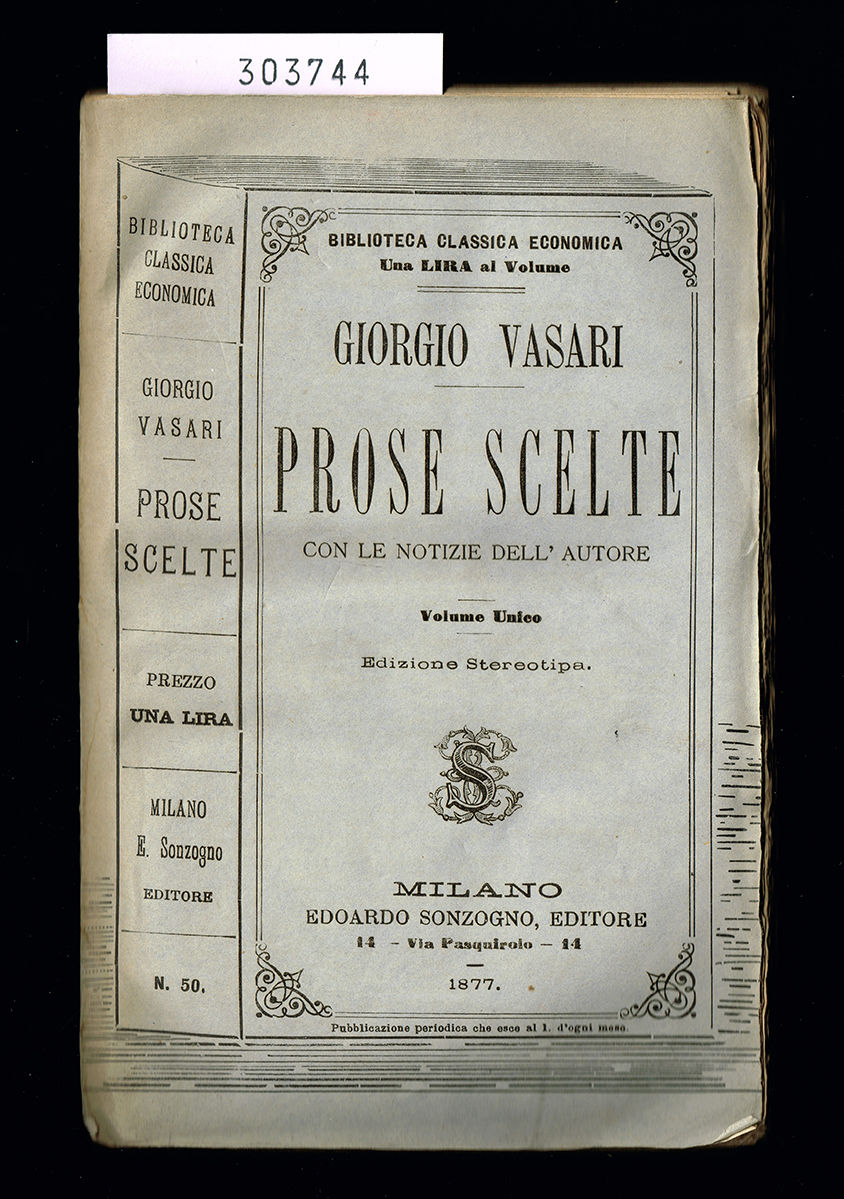 303744
BIBLIOTECA
CLASSICA
ECONOMICA
GIORGIO
VASARI
PROSE
SCELTE
PREZZO
UNA LIRA
MILANO
E. Sonzogno
EDITORE
N. 50.
BIBLIOTECA CLASSICA ECONOMICA
Una LIRA al Volume
GIORGIO VASARI
PROSE SCELTE
CON LE NOTIZIE DELL' AUTORE
Volume Unico
Edizione Stereotipa.
MILANO
EDOARDO SONZOGNO, EDITORE
14 - Via Pasquirolo - 14
1877.
Pubblicazione periodica che esce al 1. d'ogni mese.